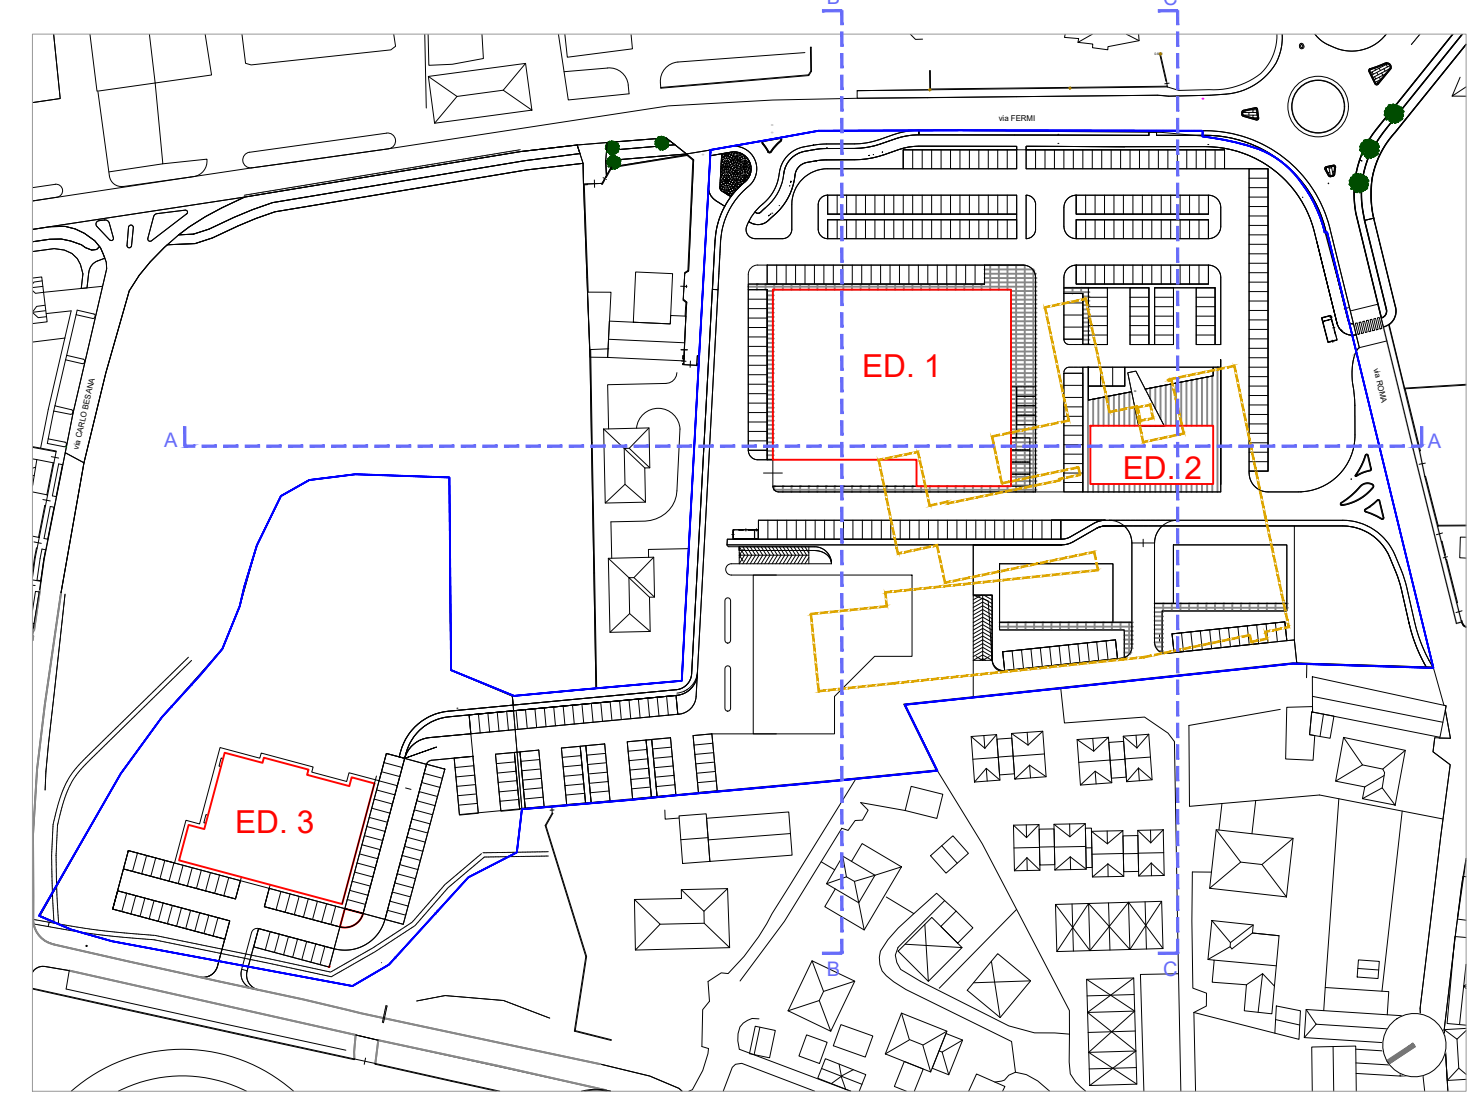 B
C
via FERMI
ED. 1
via ROMA
via CARLO BESANA
A
A
ED. 2
ED. 3
B
C